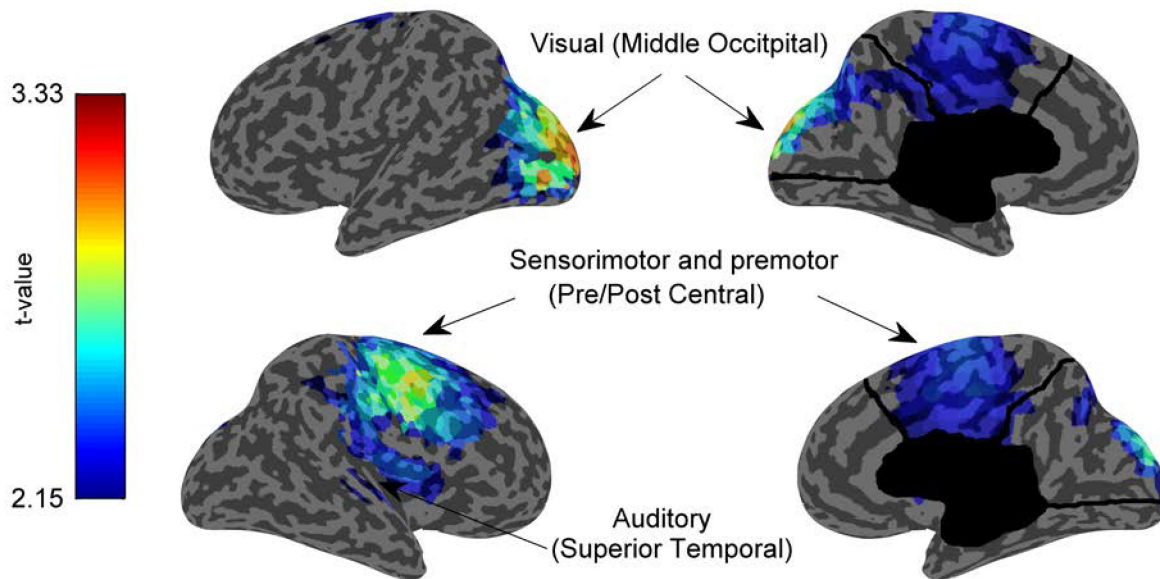 Visual (Middle Occitpital)
3.33
t-value
2.15
Sensorimotor and premotor
(Pre/Post Central)
Auditory
(Superior Temporal)